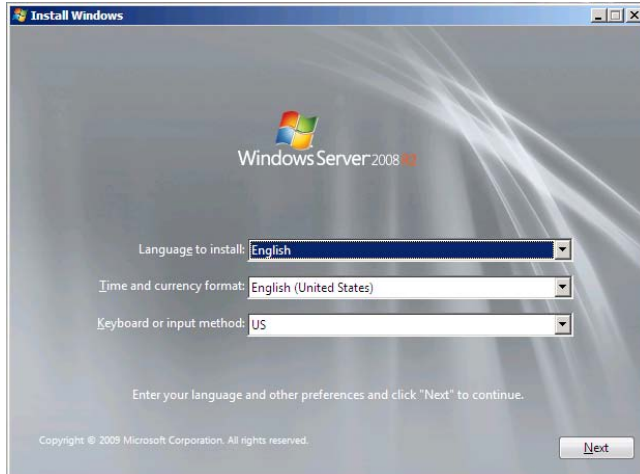 Install Windows
Windows Server 2008 R2
Language to install: English
Time and currency format: English (United States)
Keyboard or input method: US
Enter your language and other preferences and click "Next" to continue.
Copyright © 2009 Microsoft Corporation. All rights reserved.
Next